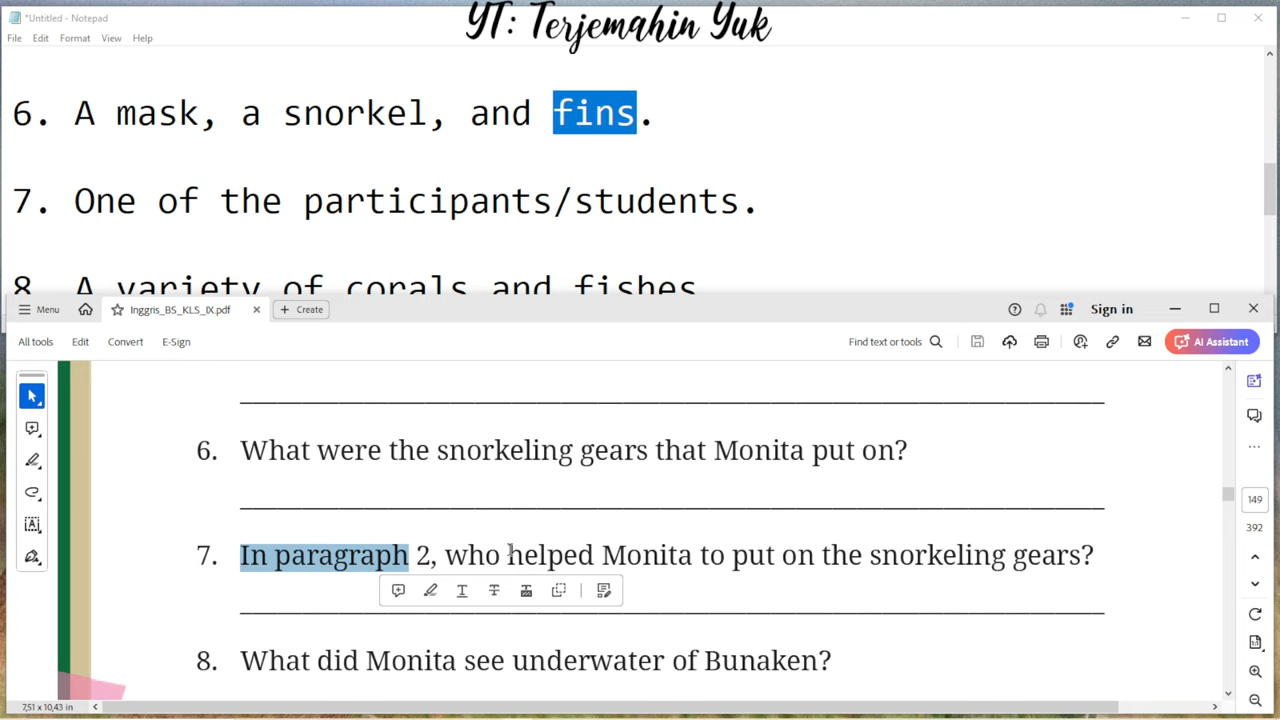 *Untitled - Notepad
YT: Terjemahin Yuk
File Edit Format View Help
6. A mask, a snorkel, and fins.
7. One of the participants/students.
8. A variety of corals and fishes
Menu Inggris_BS_KLS_IX.pdf Create Sign in
All tools Edit Convert E-Sign Find text or tools AI Assistant
6. What were the snorkeling gears that Monita put on?
7. In paragraph 2, who helped Monita to put on the snorkeling gears?
8. What did Monita see underwater of Bunaken?
149
392
7,51 x 10,43 in